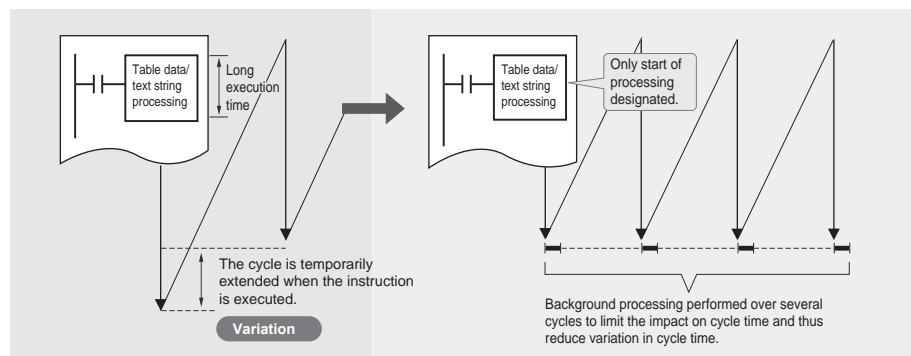 Table data/
text string
processing
Long
execution
time
The cycle is temporarily
extended when the instruction
is executed.
Variation
Table data/
text string
processing
Only start of
processing
designated.
Background processing performed over several
cycles to limit the impact on cycle time and thus
reduce variation in cycle time.